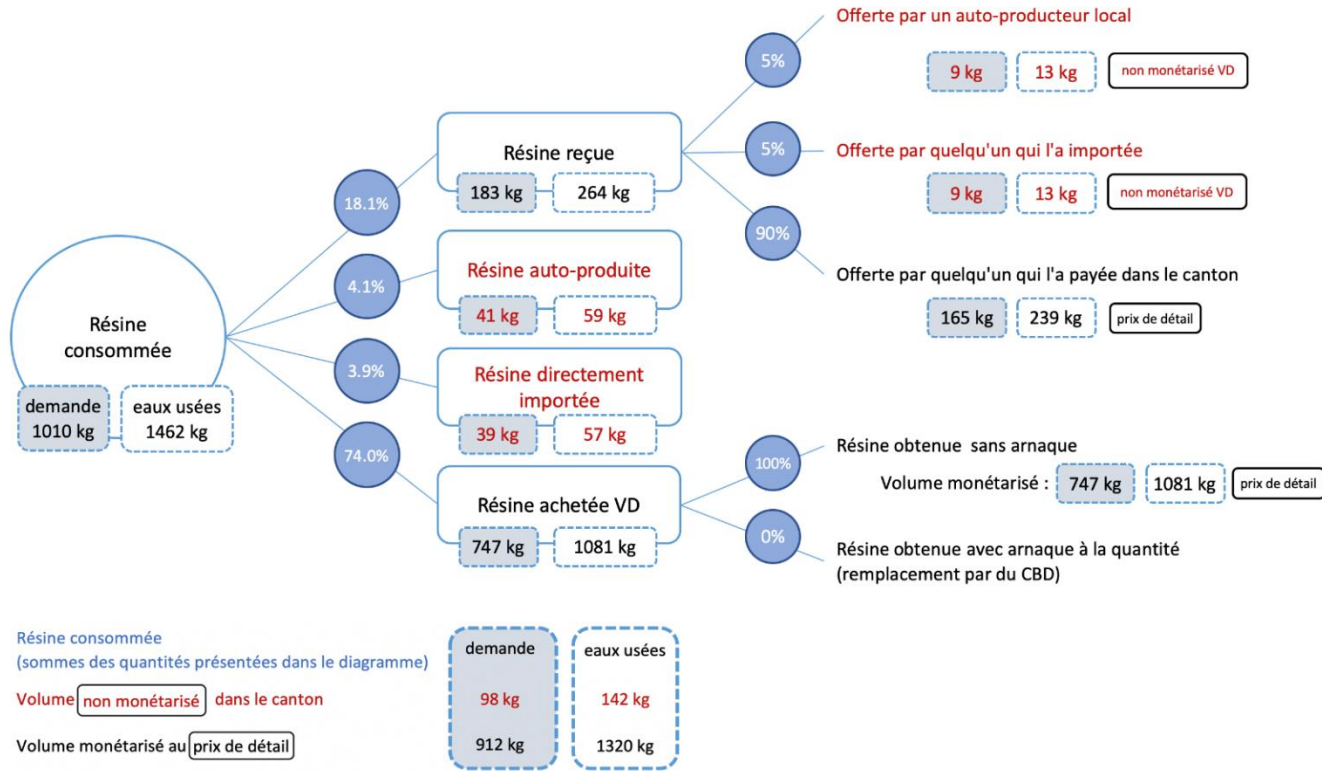 Offerte par un auto-producteur local
5%
9 kg 13 kg non monétarisé VD
Résine reçue
183 kg 264 kg
5%
Offerte par quelqu'un qui l'a importée
9 kg 13 kg non monétarisé VD
18.1%
90%
Offerte par quelqu'un qui l'a payée dans le canton
165 kg 239 kg prix de détail
4.1%
Résine auto-produite
41 kg 59 kg
Résine
consommée
demande
1010 kg
eaux usées
1462 kg
3.9%
Résine directement
importée
39 kg 57 kg
74.0%
Résine achetée VD
747 kg 1081 kg
100%
Résine obtenue sans arnaque
Volume monétarisé : 747 kg 1081 kg prix de détail
0%
Résine obtenue avec arnaque à la quantité
(remplacement par du CBD)
Résine consommée
(sommes des quantités présentées dans le diagramme)
demande eaux usées
Volume non monétarisé dans le canton 98 kg 142 kg
Volume monétarisé au prix de détail 912 kg 1320 kg